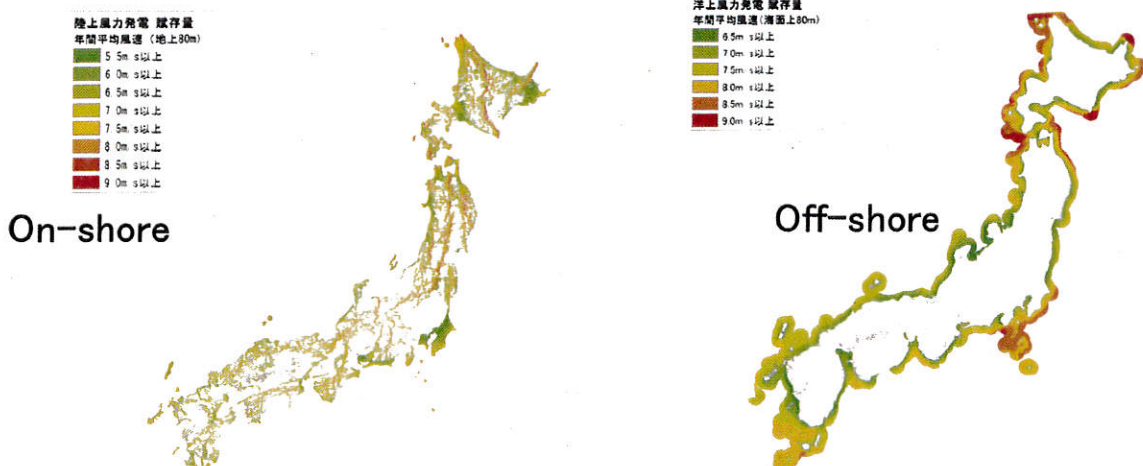 陸上風力発電 賦存量
年間平均風速 (地上80m)
5.5m/s以上
6.0m/s以上
6.5m/s以上
7.0m/s以上
7.5m/s以上
8.0m/s以上
8.5m/s以上
9.0m/s以上
On-shore
洋上風力発電 賦存量
年間平均風速(海面上80m)
6.5m/s以上
7.0m/s以上
7.5m/s以上
8.0m/s以上
8.5m/s以上
9.0m/s以上
Off-shore